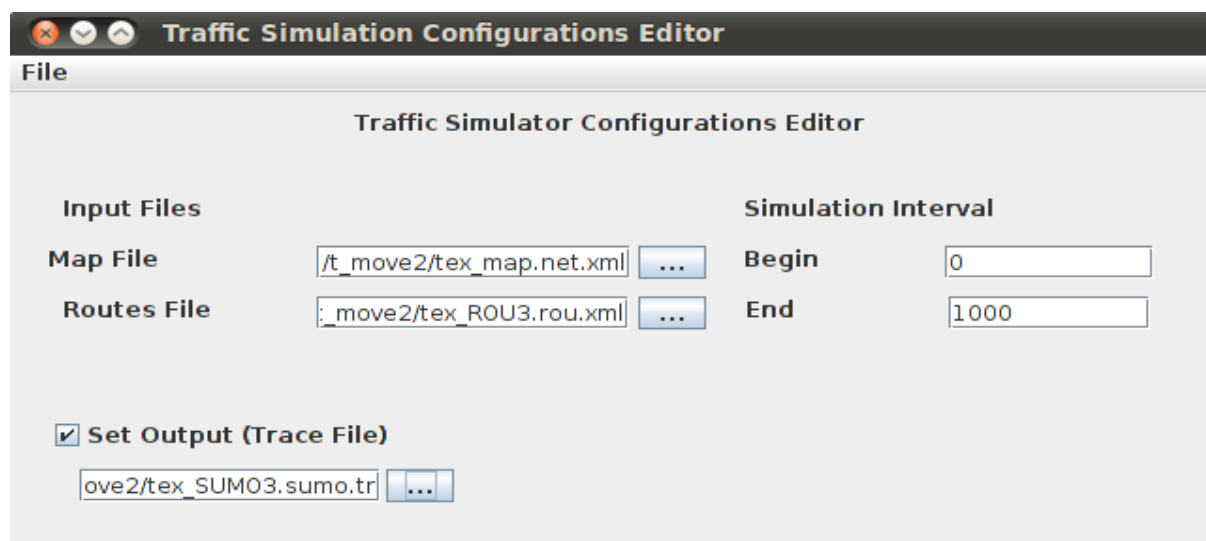 Traffic Simulation Configurations Editor
File
Traffic Simulator Configurations Editor
Input Files
Simulation Interval
Map File /t_move2/tex_map.net.xml ... Begin 0
Routes File _move2/tex_ROU3.rou.xml ... End 1000
Set Output (Trace File)
ove2/tex_SUMO3.sumo.tr ...